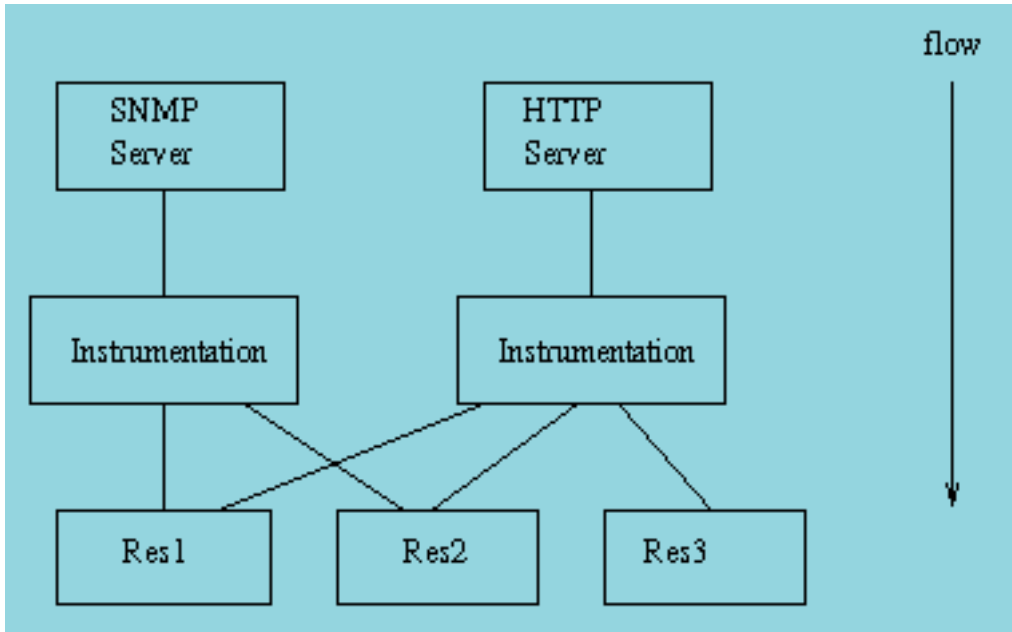 flow
SNMP
Server
HTTP
Server
Instrumentation
Instrumentation
Res1
Res2
Res3